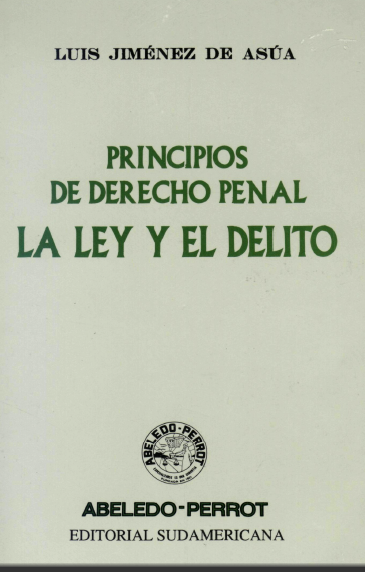 LUIS JIMÉNEZ DE ASÚA
PRINCIPIOS
DE DERECHO PENAL
LA LEY Y EL DELITO
ABELEDO-PERROT
ABELEDO-PERROT
EDITORIAL SUDAMERICANA